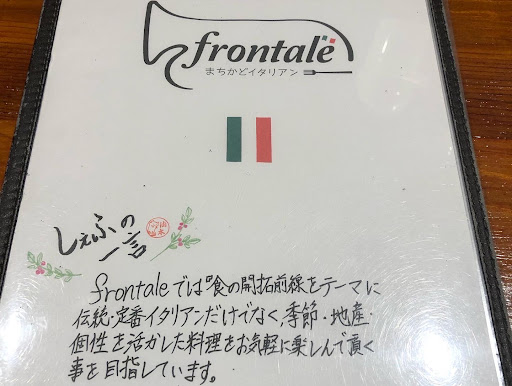 frontale
まちかどイタリアン
しぇふの
一言
frontaleでは『食の開拓前線』をテーマに
伝統・定番イタリアンだけでなく、季節・地産・
個性を活かした料理をお気軽に楽しんで頂く
事を目指しています。